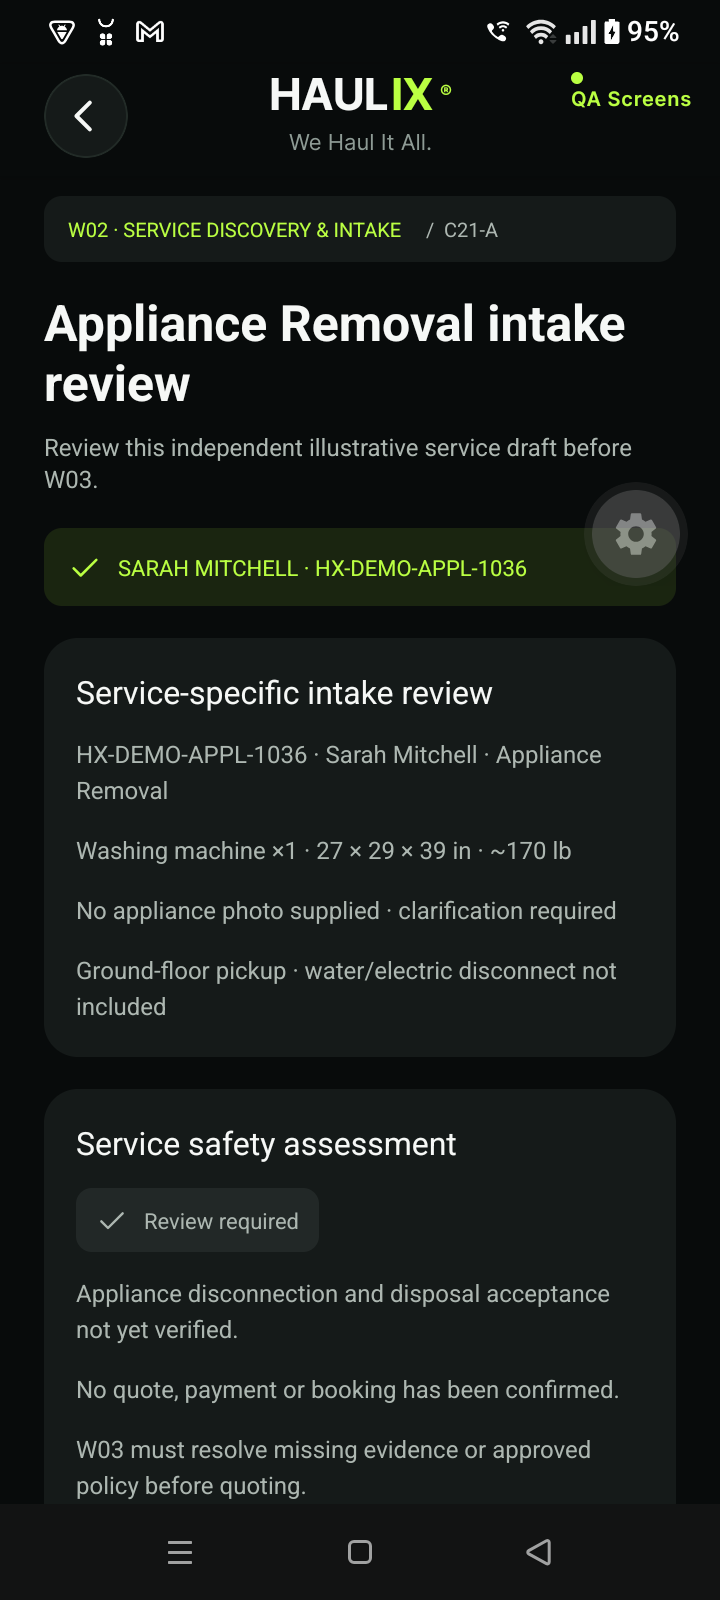 95%
HAULIX ®
QA Screens
We Haul It All.
W02 · SERVICE DISCOVERY & INTAKE / C21-A
Appliance Removal intake
review
Review this independent illustrative service draft before
W03.
SARAH MITCHELL · HX-DEMO-APPL-1036
Service-specific intake review
HX-DEMO-APPL-1036 · Sarah Mitchell · Appliance
Removal
Washing machine ×1 · 27 × 29 × 39 in · ~170 lb
No appliance photo supplied · clarification required
Ground-floor pickup · water/electric disconnect not
included
Service safety assessment
Review required
Appliance disconnection and disposal acceptance
not yet verified.
No quote, payment or booking has been confirmed.
W03 must resolve missing evidence or approved
policy before quoting.